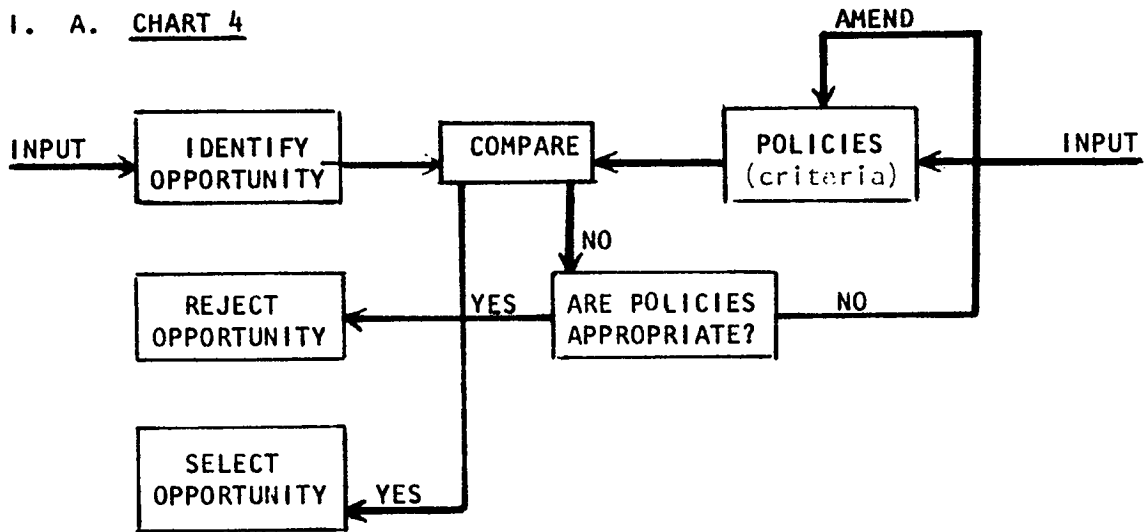 I. A. CHART 4
AMEND
INPUT
IDENTIFY
OPPORTUNITY
COMPARE
POLICIES
(criteria)
INPUT
NO
REJECT
OPPORTUNITY
YES
ARE POLICIES
APPROPRIATE?
NO
SELECT
OPPORTUNITY
YES